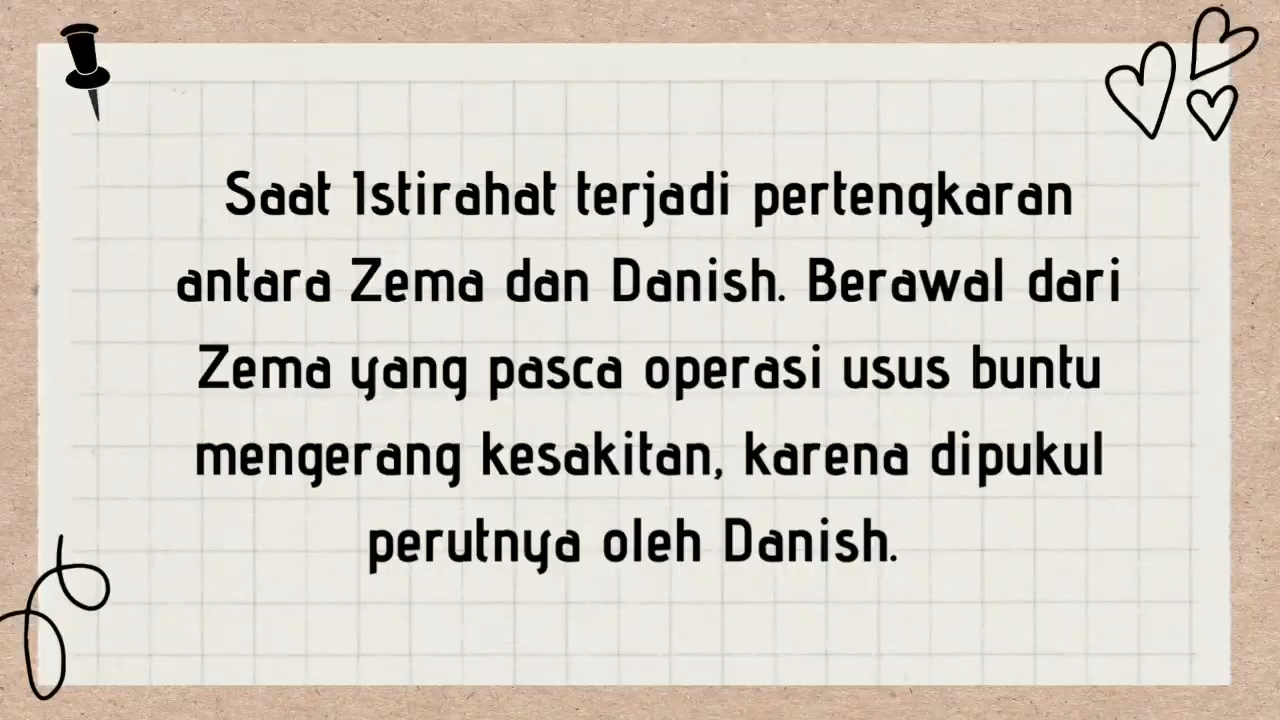 Saat Istirahat terjadi pertengkaran
antara Zema dan Danish. Berawal dari
Zema yang pasca operasi usus buntu
mengerang kesakitan, karena dipukul
perutnya oleh Danish.